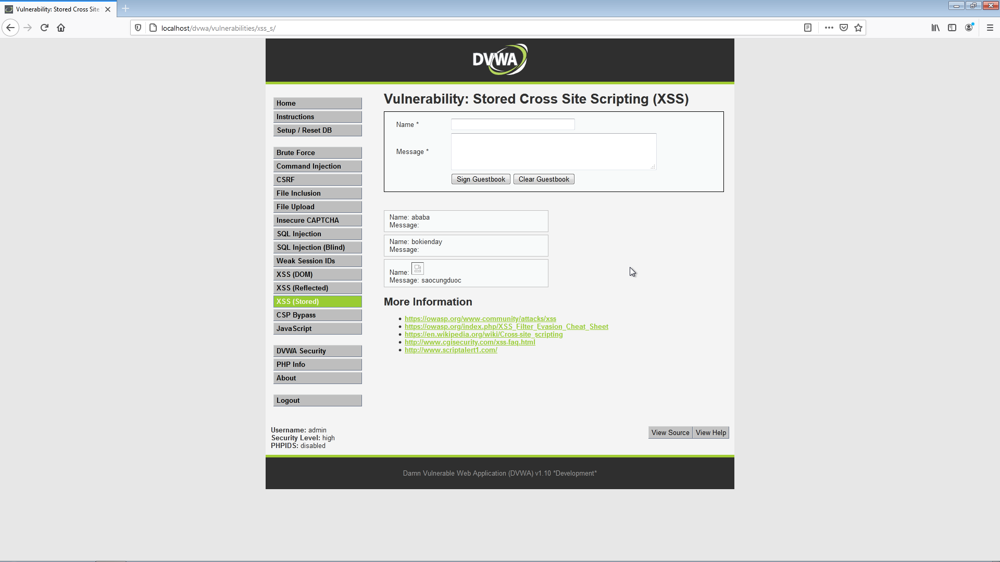 Vulnerability: Stored Cross Site
localhost/dvwa/vulnerabilities/xss_s/
DVWA
Home
Instructions
Setup / Reset DB
Brute Force
Command Injection
CSRF
File Inclusion
File Upload
Insecure CAPTCHA
SQL Injection
SQL Injection (Blind)
Weak Session IDs
XSS (DOM)
XSS (Reflected)
XSS (Stored)
CSP Bypass
JavaScript
DVWA Security
PHP Info
About
Logout
Vulnerability: Stored Cross Site Scripting (XSS)
Name *
Message *
Sign Guestbook Clear Guestbook
Name: ababa
Message:
Name: bokienday
Message:
Name:
Message: saocungduoc
More Information
https://owasp.org/www-community/attacks/xss
https://owasp.org/index.php/XSS_Filter_Evasion_Cheat_Sheet
https://en.wikipedia.org/wiki/Cross-site_scripting
http://www.cgisecurity.com/xss-faq.html
http://www.scriptalert1.com/
Username: admin
Security Level: high
PHPIDS: disabled
View Source View Help
Damn Vulnerable Web Application (DVWA) v1.10 *Development*